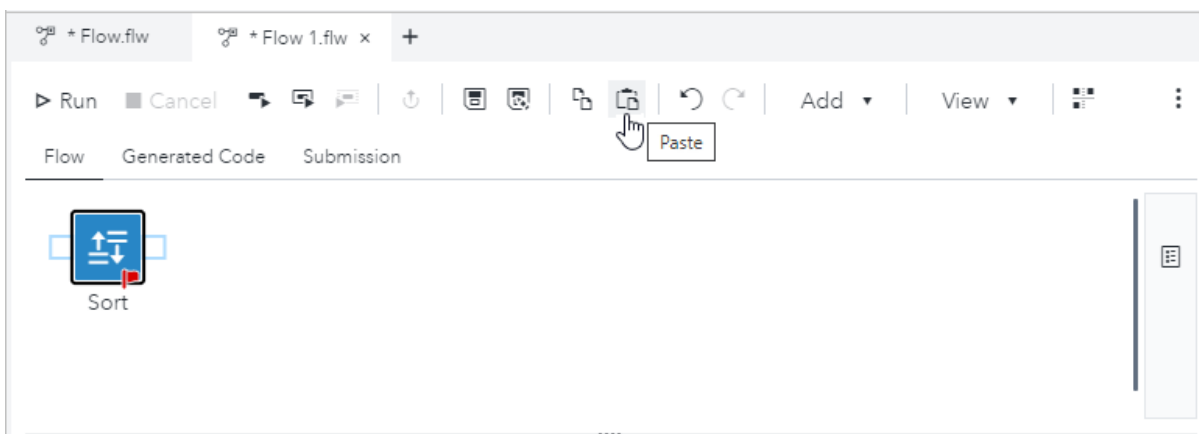 * Flow.flw * Flow 1.flw × +
Run Cancel Add View
Paste
Flow Generated Code Submission
Sort